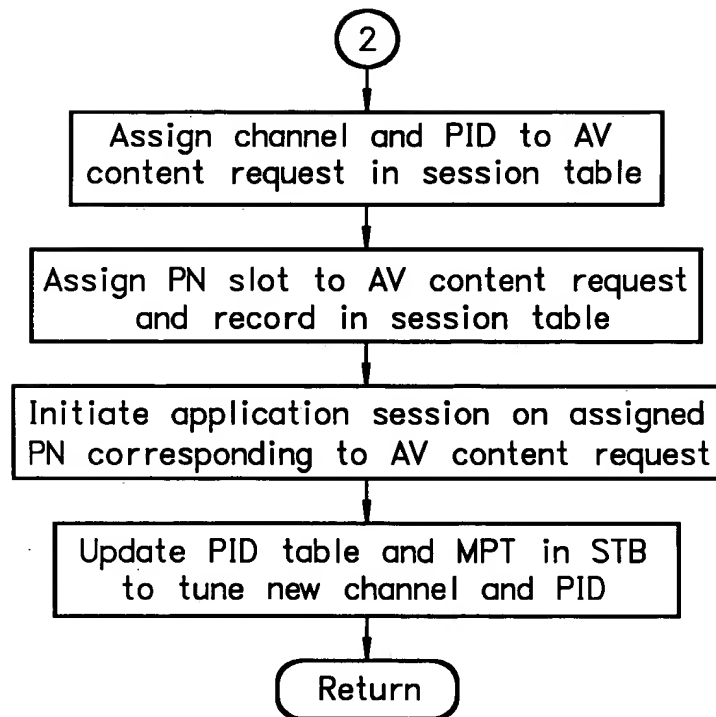 2
Assign channel and PID to AV
content request in session table
Assign PN slot to AV content request
and record in session table
Initiate application session on assigned
PN corresponding to AV content request
Update PID table and MPT in STB
to tune new channel and PID
Return